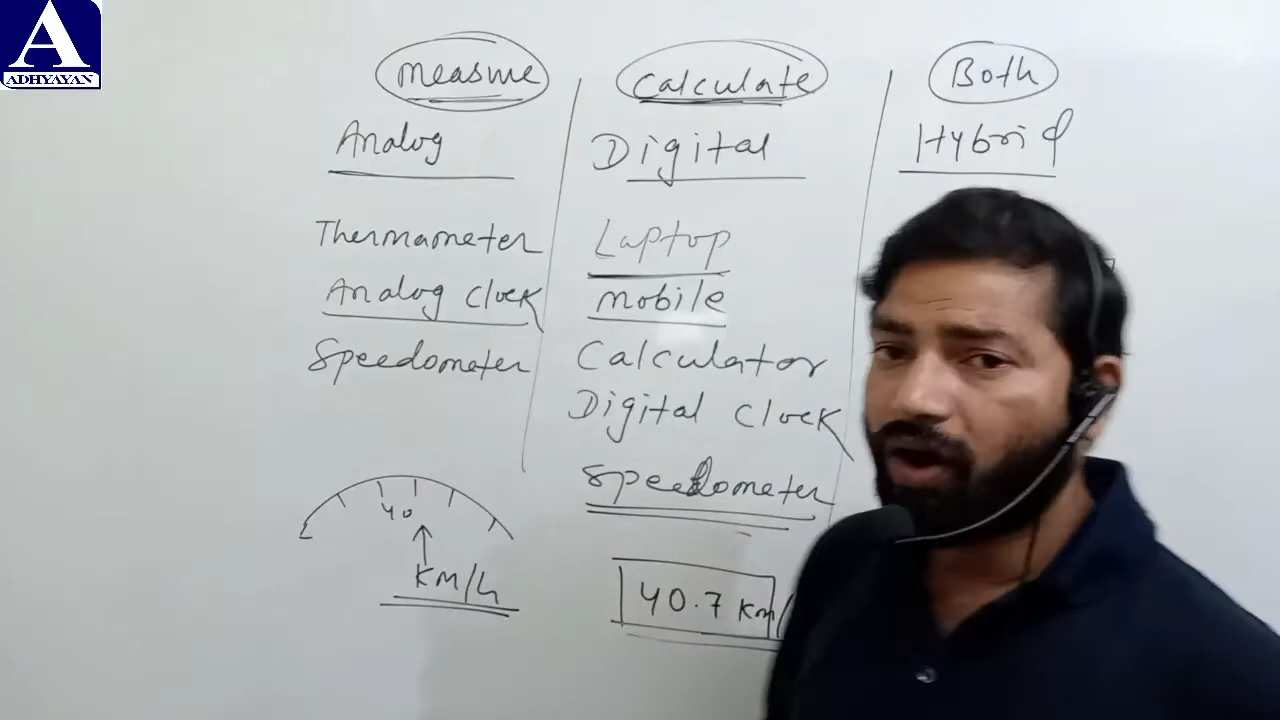 A
ADHYAYAN
Measure
Analog
Thermometer
Analog Clock
Speedometer
40
KM/h
Calculate
Digital
Laptop
mobile
Calculator
Digital Clock
Speedometer
40.7 Km/
Both
Hybrid